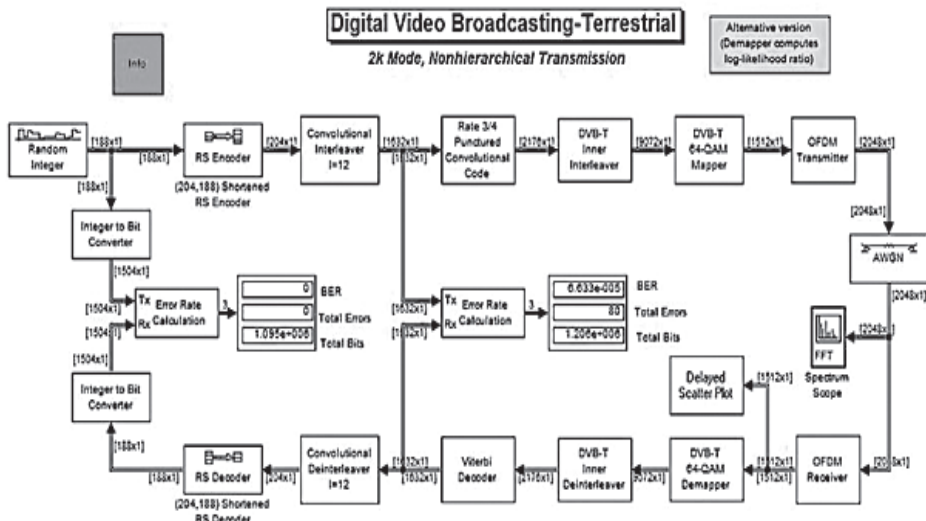 Digital Video Broadcasting-Terrestrial
2k Mode, Nonhierarchical Transmission
Info
Alternative version
(Demapper computes
log-likelihood ratio)
Random
Integer
[188x1]
[188x1]
[188x1]
RS Encoder
(204,188) Shortened
RS Encoder
[204x1]
Convolutional
Interleaver
I=12
[1632x1]
[1632x1]
Rate 3/4
Punctured
Convolutional
Code
[2176x1]
DVB-T
Inner
Interleaver
[9072x1]
DVB-T
64-QAM
Mapper
[1512x1]
OFDM
Transmitter
[2048x1]
[2048x1]
AWGN
[2048x1]
Integer to Bit
Converter
[1504x1]
[1504x1]
Tx
Rx
Error Rate
Calculation
3
0
BER
0
Total Errors
1.095e+006
Total Bits
[1504x1]
[1504x1]
[1632x1]
[1632x1]
Tx
Rx
Error Rate
Calculation
3
6.633e-005
BER
80
Total Errors
1.206e+006
Total Bits
[2048x1]
FFT
Spectrum
Scope
Delayed
Scatter Plot
[1512x1]
Integer to Bit
Converter
[188x1]
[188x1]
RS Decoder
(204,188) Shortened
RS Decoder
[204x1]
Convolutional
Deinterleaver
I=12
[1632x1]
[1632x1]
Viterbi
Decoder
[2176x1]
DVB-T
Inner
Deinterleaver
9072x1]
DVB-T
64-QAM
Demapper
[1512x1]
[1512x1]
OFDM
Receiver
[2048x1]